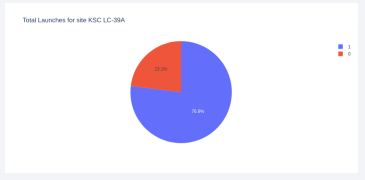 Total Launches for site KSC LC-39A
1
0
23.1%
76.9%